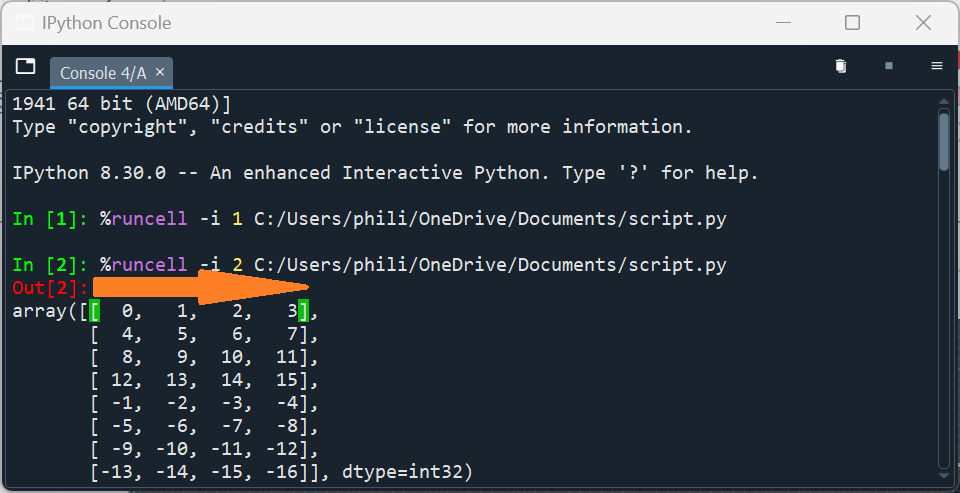 IPython Console
Console 4/A ×
1941 64 bit (AMD64)]
Type "copyright", "credits" or "license" for more information.
IPython 8.30.0 -- An enhanced Interactive Python. Type '?' for help.
In [1]: %runcell -i 1 C:/Users/phili/OneDrive/Documents/script.py
In [2]: %runcell -i 2 C:/Users/phili/OneDrive/Documents/script.py
Out[2]:
array([[  0,   1,   2,   3],
       [  4,   5,   6,   7],
       [  8,   9,  10,  11],
       [ 12,  13,  14,  15],
       [ -1,  -2,  -3,  -4],
       [ -5,  -6,  -7,  -8],
       [ -9, -10, -11, -12],
       [-13, -14, -15, -16]], dtype=int32)